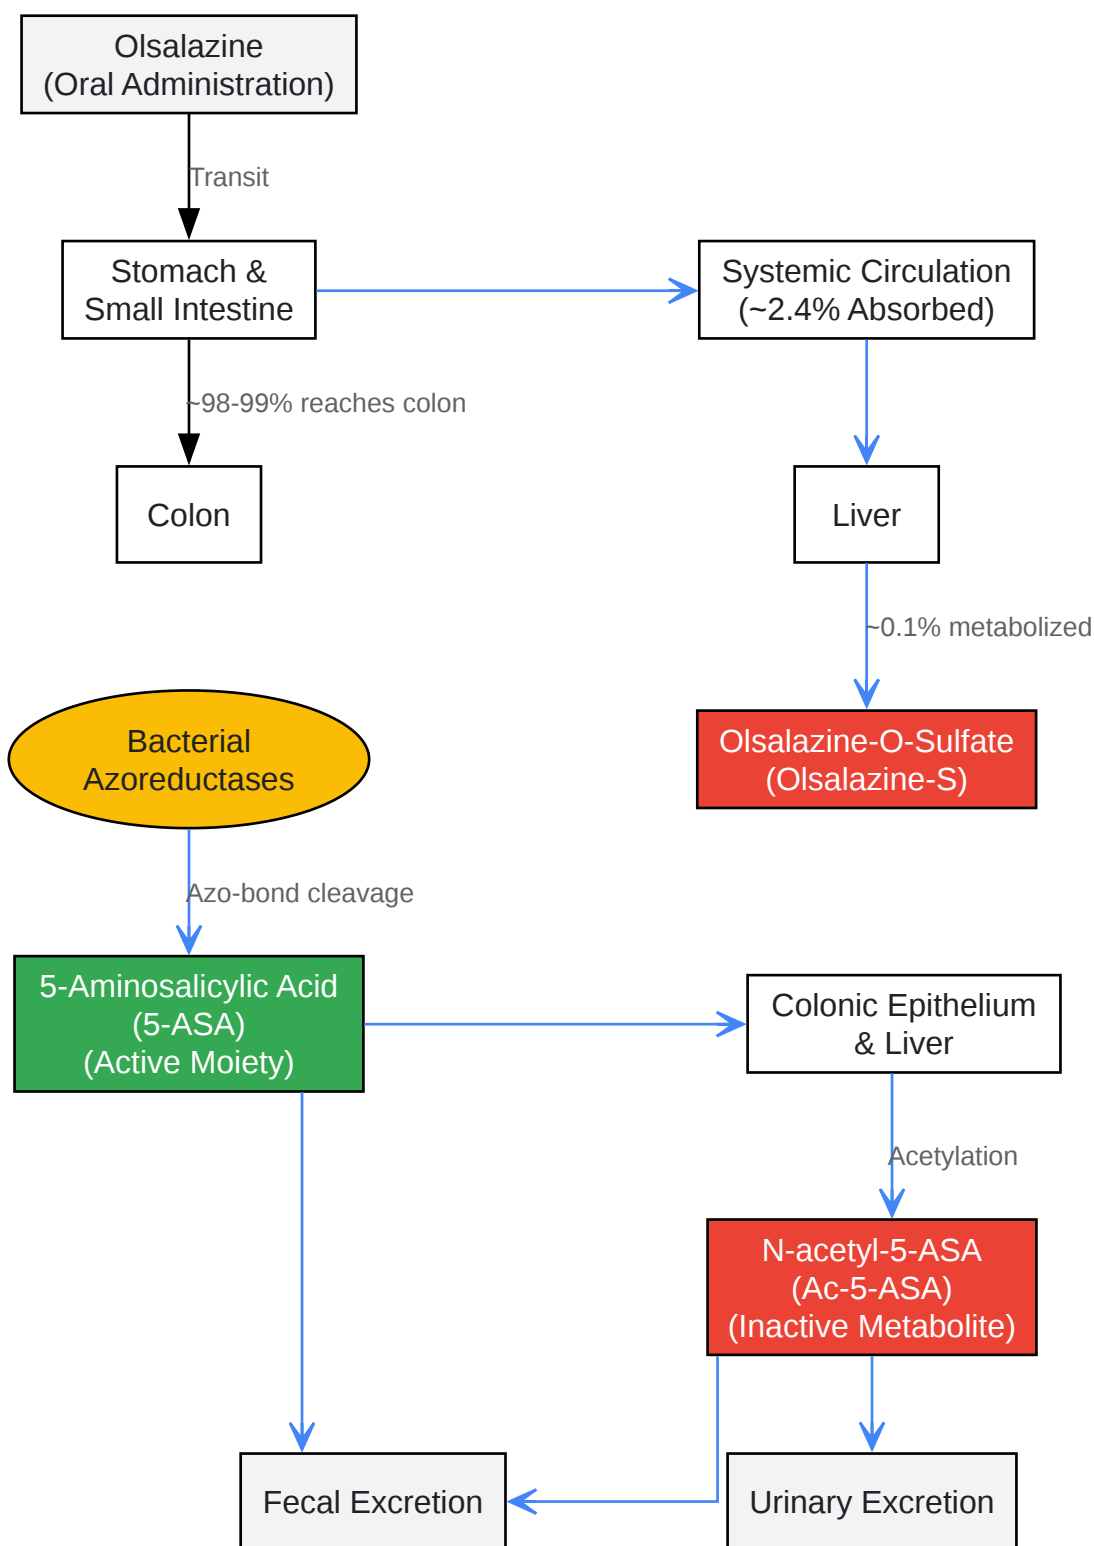 Olsalazine
(Oral Administration)
Transit
Stomach &
Small Intestine
Systemic Circulation
(~2.4% Absorbed)
~98-99% reaches colon
Colon
Liver
~0.1% metabolized
Bacterial
Azoreductases
Olsalazine-O-Sulfate
(Olsalazine-S)
Azo-bond cleavage
5-Aminosalicylic Acid
(5-ASA)
(Active Moiety)
Colonic Epithelium
& Liver
Acetylation
N-acetyl-5-ASA
(Ac-5-ASA)
(Inactive Metabolite)
Fecal Excretion
Urinary Excretion